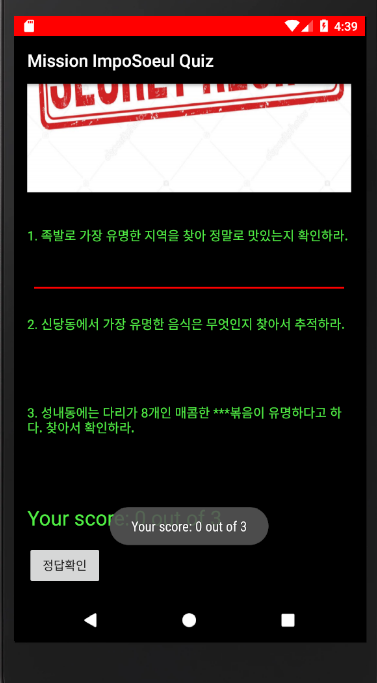 4:39
Mission ImpoSoeul Quiz
SECRET
1. 족발로 가장 유명한 지역을 찾아 정말로 맛있는지 확인하라.
2. 신당동에서 가장 유명한 음식은 무엇인지 찾아서 추적하라.
3. 성내동에는 다리가 8개인 매콤한 ***볶음이 유명하다고 하
다. 찾아서 확인하라.
Your score: 0 out of 3
Your score: 0 out of 3
정답확인